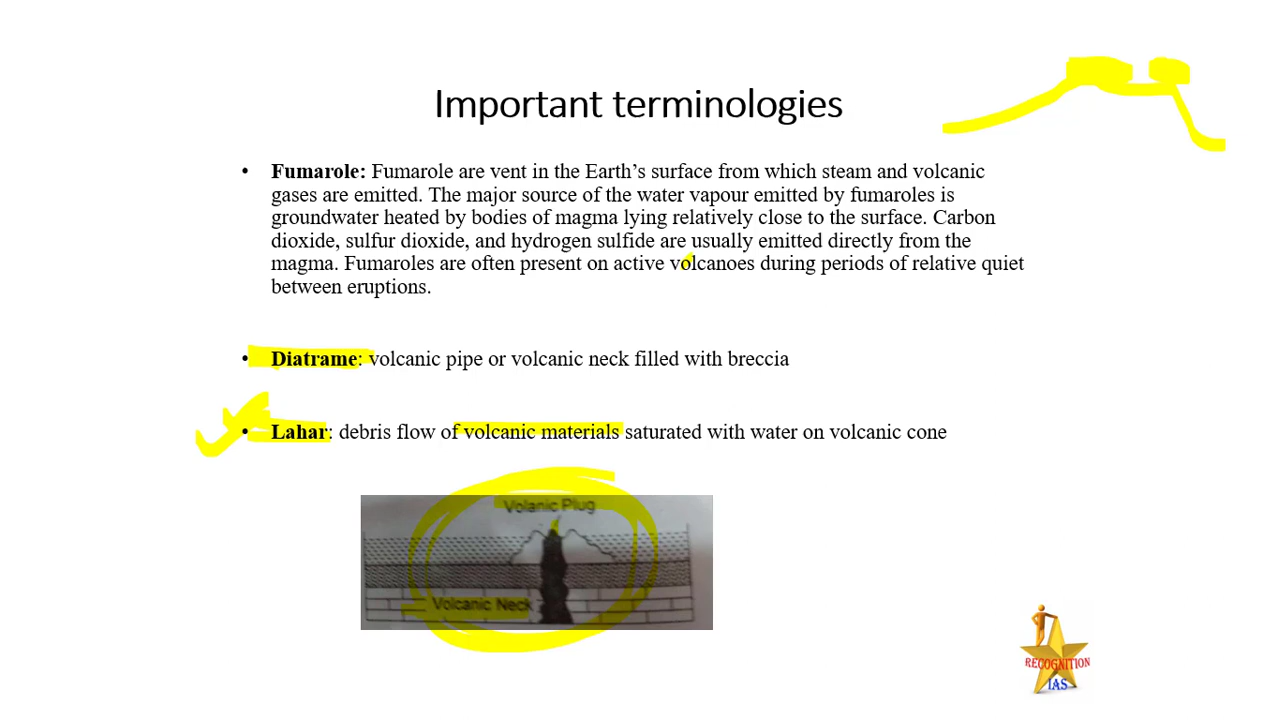 Important terminologies
• Fumarole: Fumarole are vent in the Earth’s surface from which steam and volcanic
gases are emitted. The major source of the water vapour emitted by fumaroles is
groundwater heated by bodies of magma lying relatively close to the surface. Carbon
dioxide, sulfur dioxide, and hydrogen sulfide are usually emitted directly from the
magma. Fumaroles are often present on active volcanoes during periods of relative quiet
between eruptions.
• Diatrame: volcanic pipe or volcanic neck filled with breccia
• Lahar: debris flow of volcanic materials saturated with water on volcanic cone
Volanic Plug
Volcanic Neck
RECOGNITION
IAS